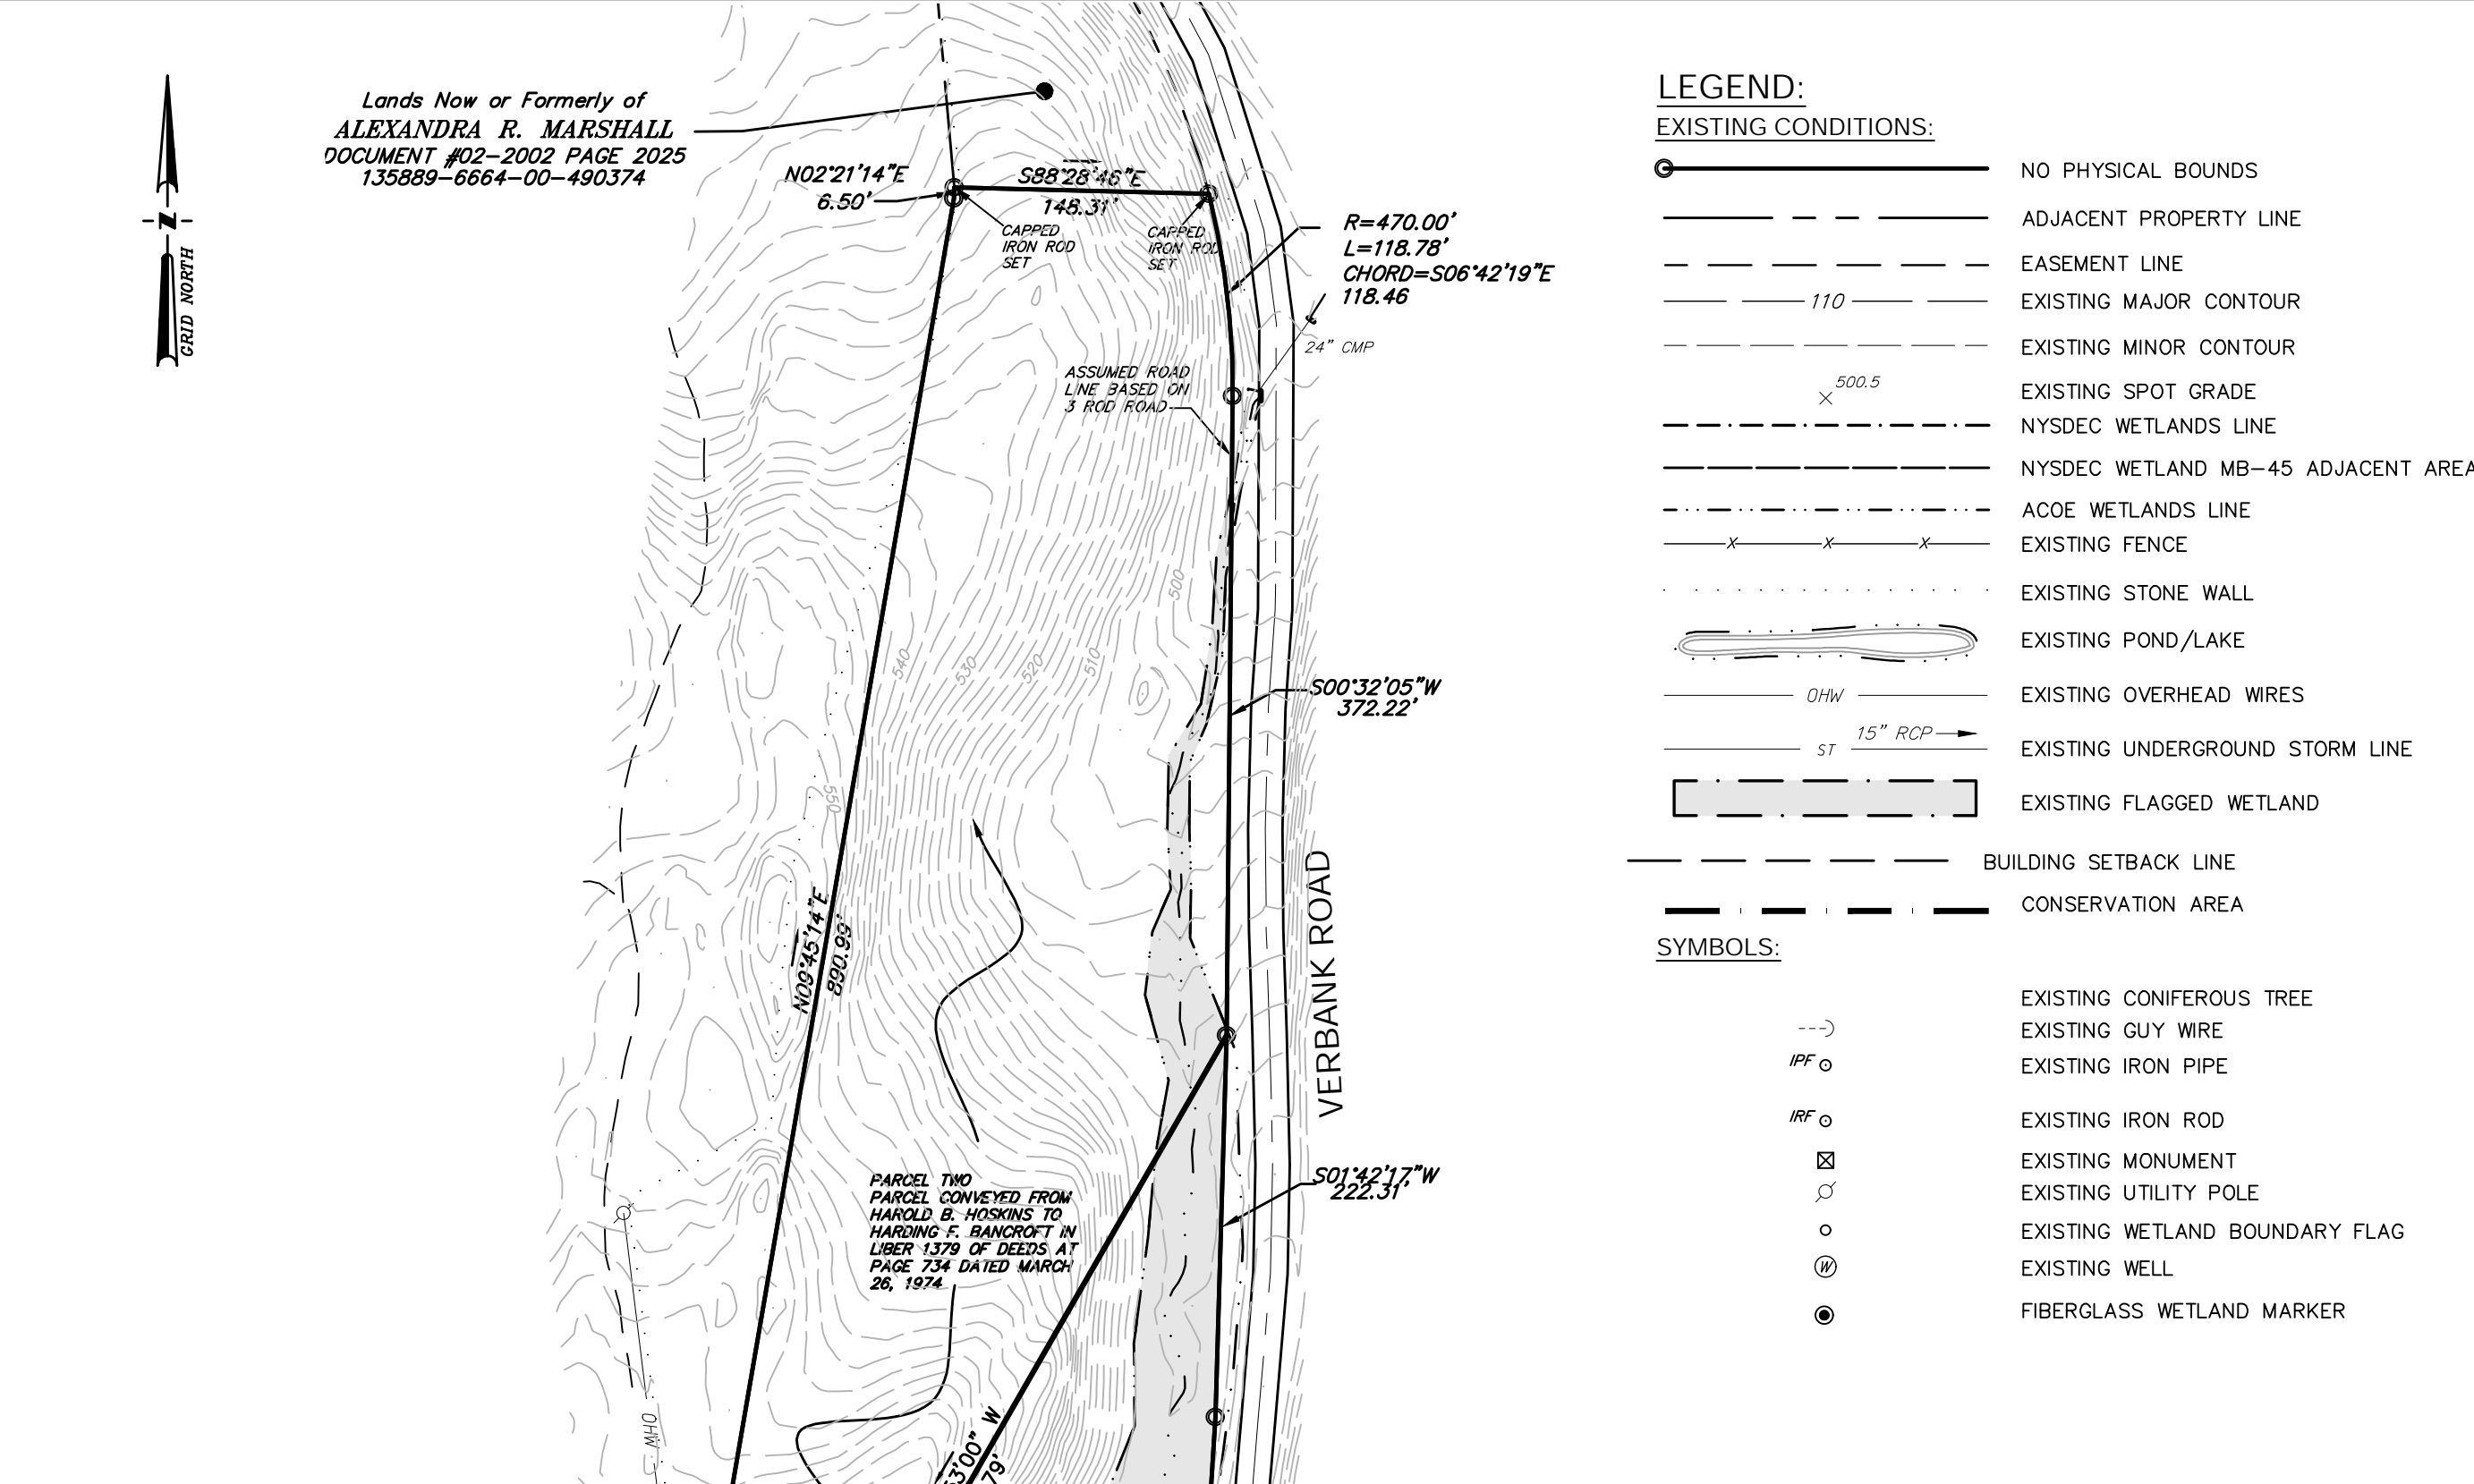 Lands Now or Formerly of
ALEXANDRA R. MARSHALL
DOCUMENT #02-2002 PAGE 2025
135889-6664-00-490374
N
GRID NORTH
N02°21'14"E
6.50'
S88°28'46"E
148.31'
CAPPED
IRON ROD
SET
CAPPED
IRON ROD
SET
R=470.00'
L=118.78'
CHORD=S06°42'19"E
118.46
24" CMP
ASSUMED ROAD
LINE BASED ON
3 ROD ROAD
500
510
520
530
540
550
S00°32'05"W
372.22'
N09°45'14"E
890.99'
VERBANK ROAD
S01°42'17"W
222.31'
PARCEL TWO
PARCEL CONVEYED FROM
HAROLD B. HOSKINS TO
HARDING F. BANCROFT IN
LIBER 1379 OF DEEDS AT
PAGE 734 DATED MARCH
26, 1974
OHW
53'00" W
79'
LEGEND:
EXISTING CONDITIONS:
NO PHYSICAL BOUNDS
ADJACENT PROPERTY LINE
EASEMENT LINE
110 EXISTING MAJOR CONTOUR
EXISTING MINOR CONTOUR
500.5 EXISTING SPOT GRADE
NYSDEC WETLANDS LINE
NYSDEC WETLAND MB-45 ADJACENT AREA
ACOE WETLANDS LINE
X X X EXISTING FENCE
EXISTING STONE WALL
EXISTING POND/LAKE
OHW EXISTING OVERHEAD WIRES
15" RCP
ST EXISTING UNDERGROUND STORM LINE
EXISTING FLAGGED WETLAND
BUILDING SETBACK LINE
CONSERVATION AREA
SYMBOLS:
EXISTING CONIFEROUS TREE
EXISTING GUY WIRE
IPF EXISTING IRON PIPE
IRF EXISTING IRON ROD
EXISTING MONUMENT
EXISTING UTILITY POLE
EXISTING WETLAND BOUNDARY FLAG
W EXISTING WELL
FIBERGLASS WETLAND MARKER